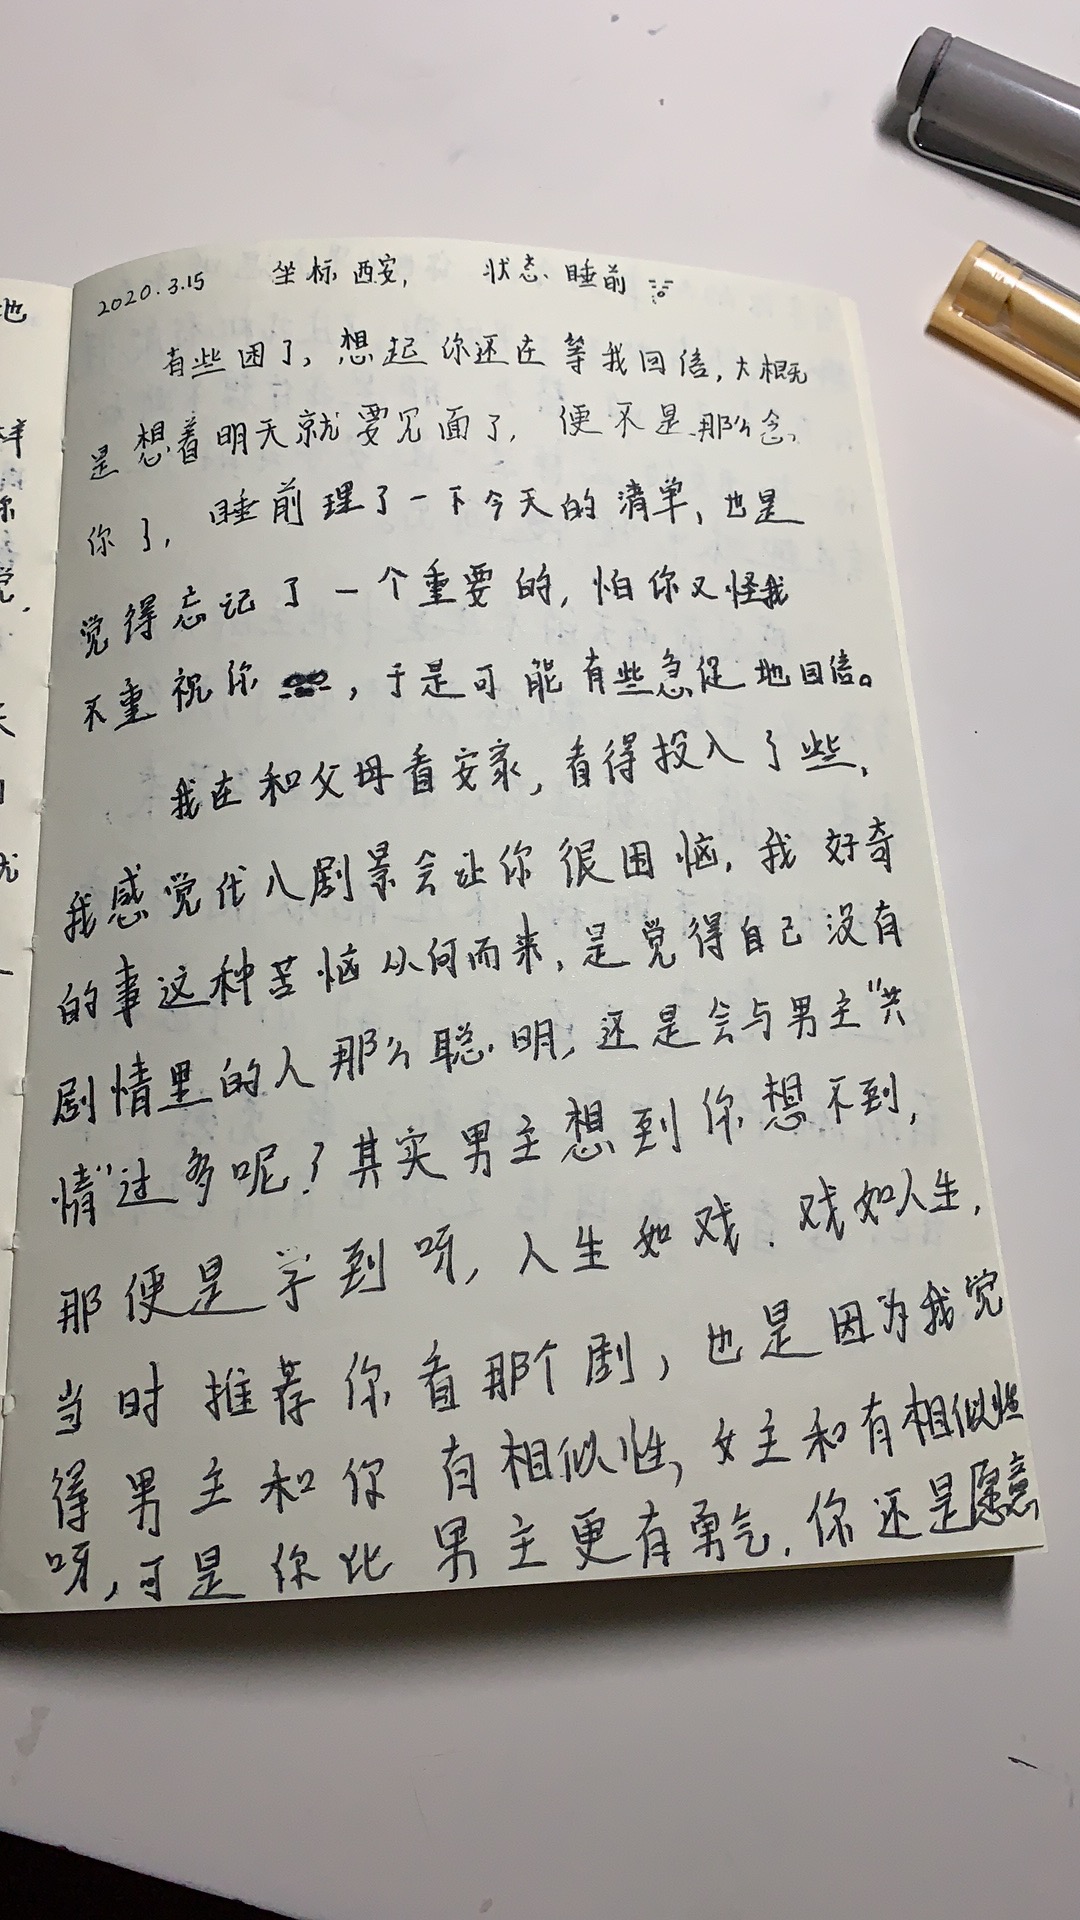 2020.3.15 坐标西安, 状态、睡前
有些困了, 想起你还在等我回信, 大概
是想着明天就要见面了, 便不是那么念
你了, 睡前理了一下今天的清单, 也是
觉得忘记了一个重要的, 怕你又怪我
不重视你, 于是可能有些急促地回信。
我在和父母看安家, 看得投入了些,
我感觉代入剧景会让你很困恼, 我好奇
的事这种苦恼从何而来, 是觉得自己没有
剧情里的人那么聪明, 还是会与男主“共
情”过多呢? 其实男主想到你想不到,
那便是学到呀, 人生如戏. 戏如人生,
当时推荐你看那个剧, 也是因为我觉
得男主和你有相似性, 女主和有相似性
呀, 可是你比男主更有勇气. 你还是愿意
地
样
你
觉,